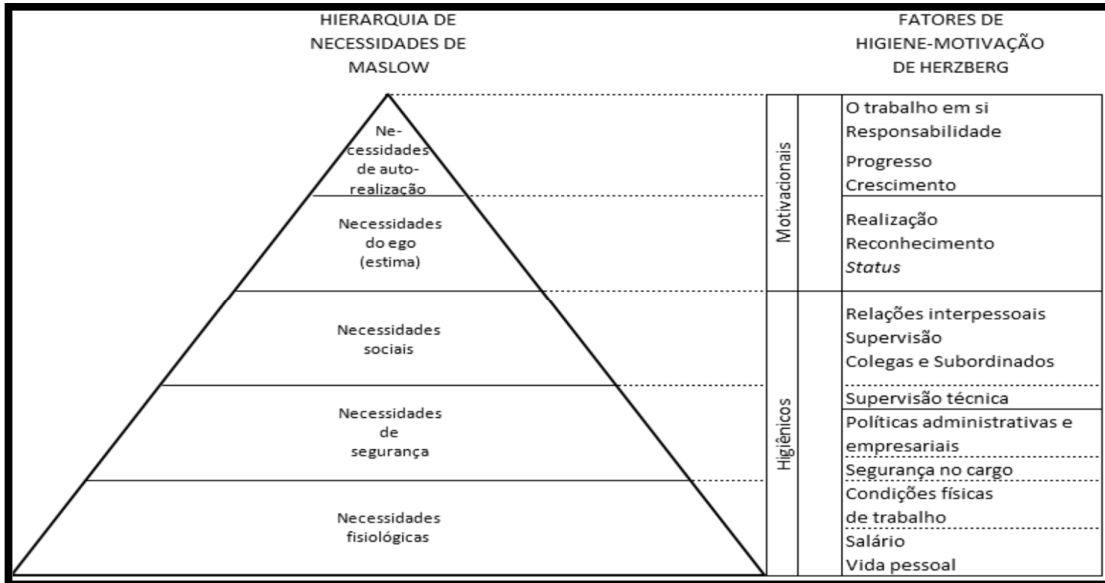 HIERARQUIA DE
NECESSIDADES DE
MASLOW
FATORES DE
HIGIENE-MOTIVAÇÃO
DE HERZBERG
Ne-
cessidades
de auto-
realização
Necessidades
do ego
(estima)
Necessidades
sociais
Necessidades
de
segurança
Necessidades
fisiológicas
Motivacionais
Higiênicos
O trabalho em si
Responsabilidade
Progresso
Crescimento
Realização
Reconhecimento
Status
Relações interpessoais
Supervisão
Colegas e Subordinados
Supervisão técnica
Políticas administrativas e
empresariais
Segurança no cargo
Condições físicas
de trabalho
Salário
Vida pessoal